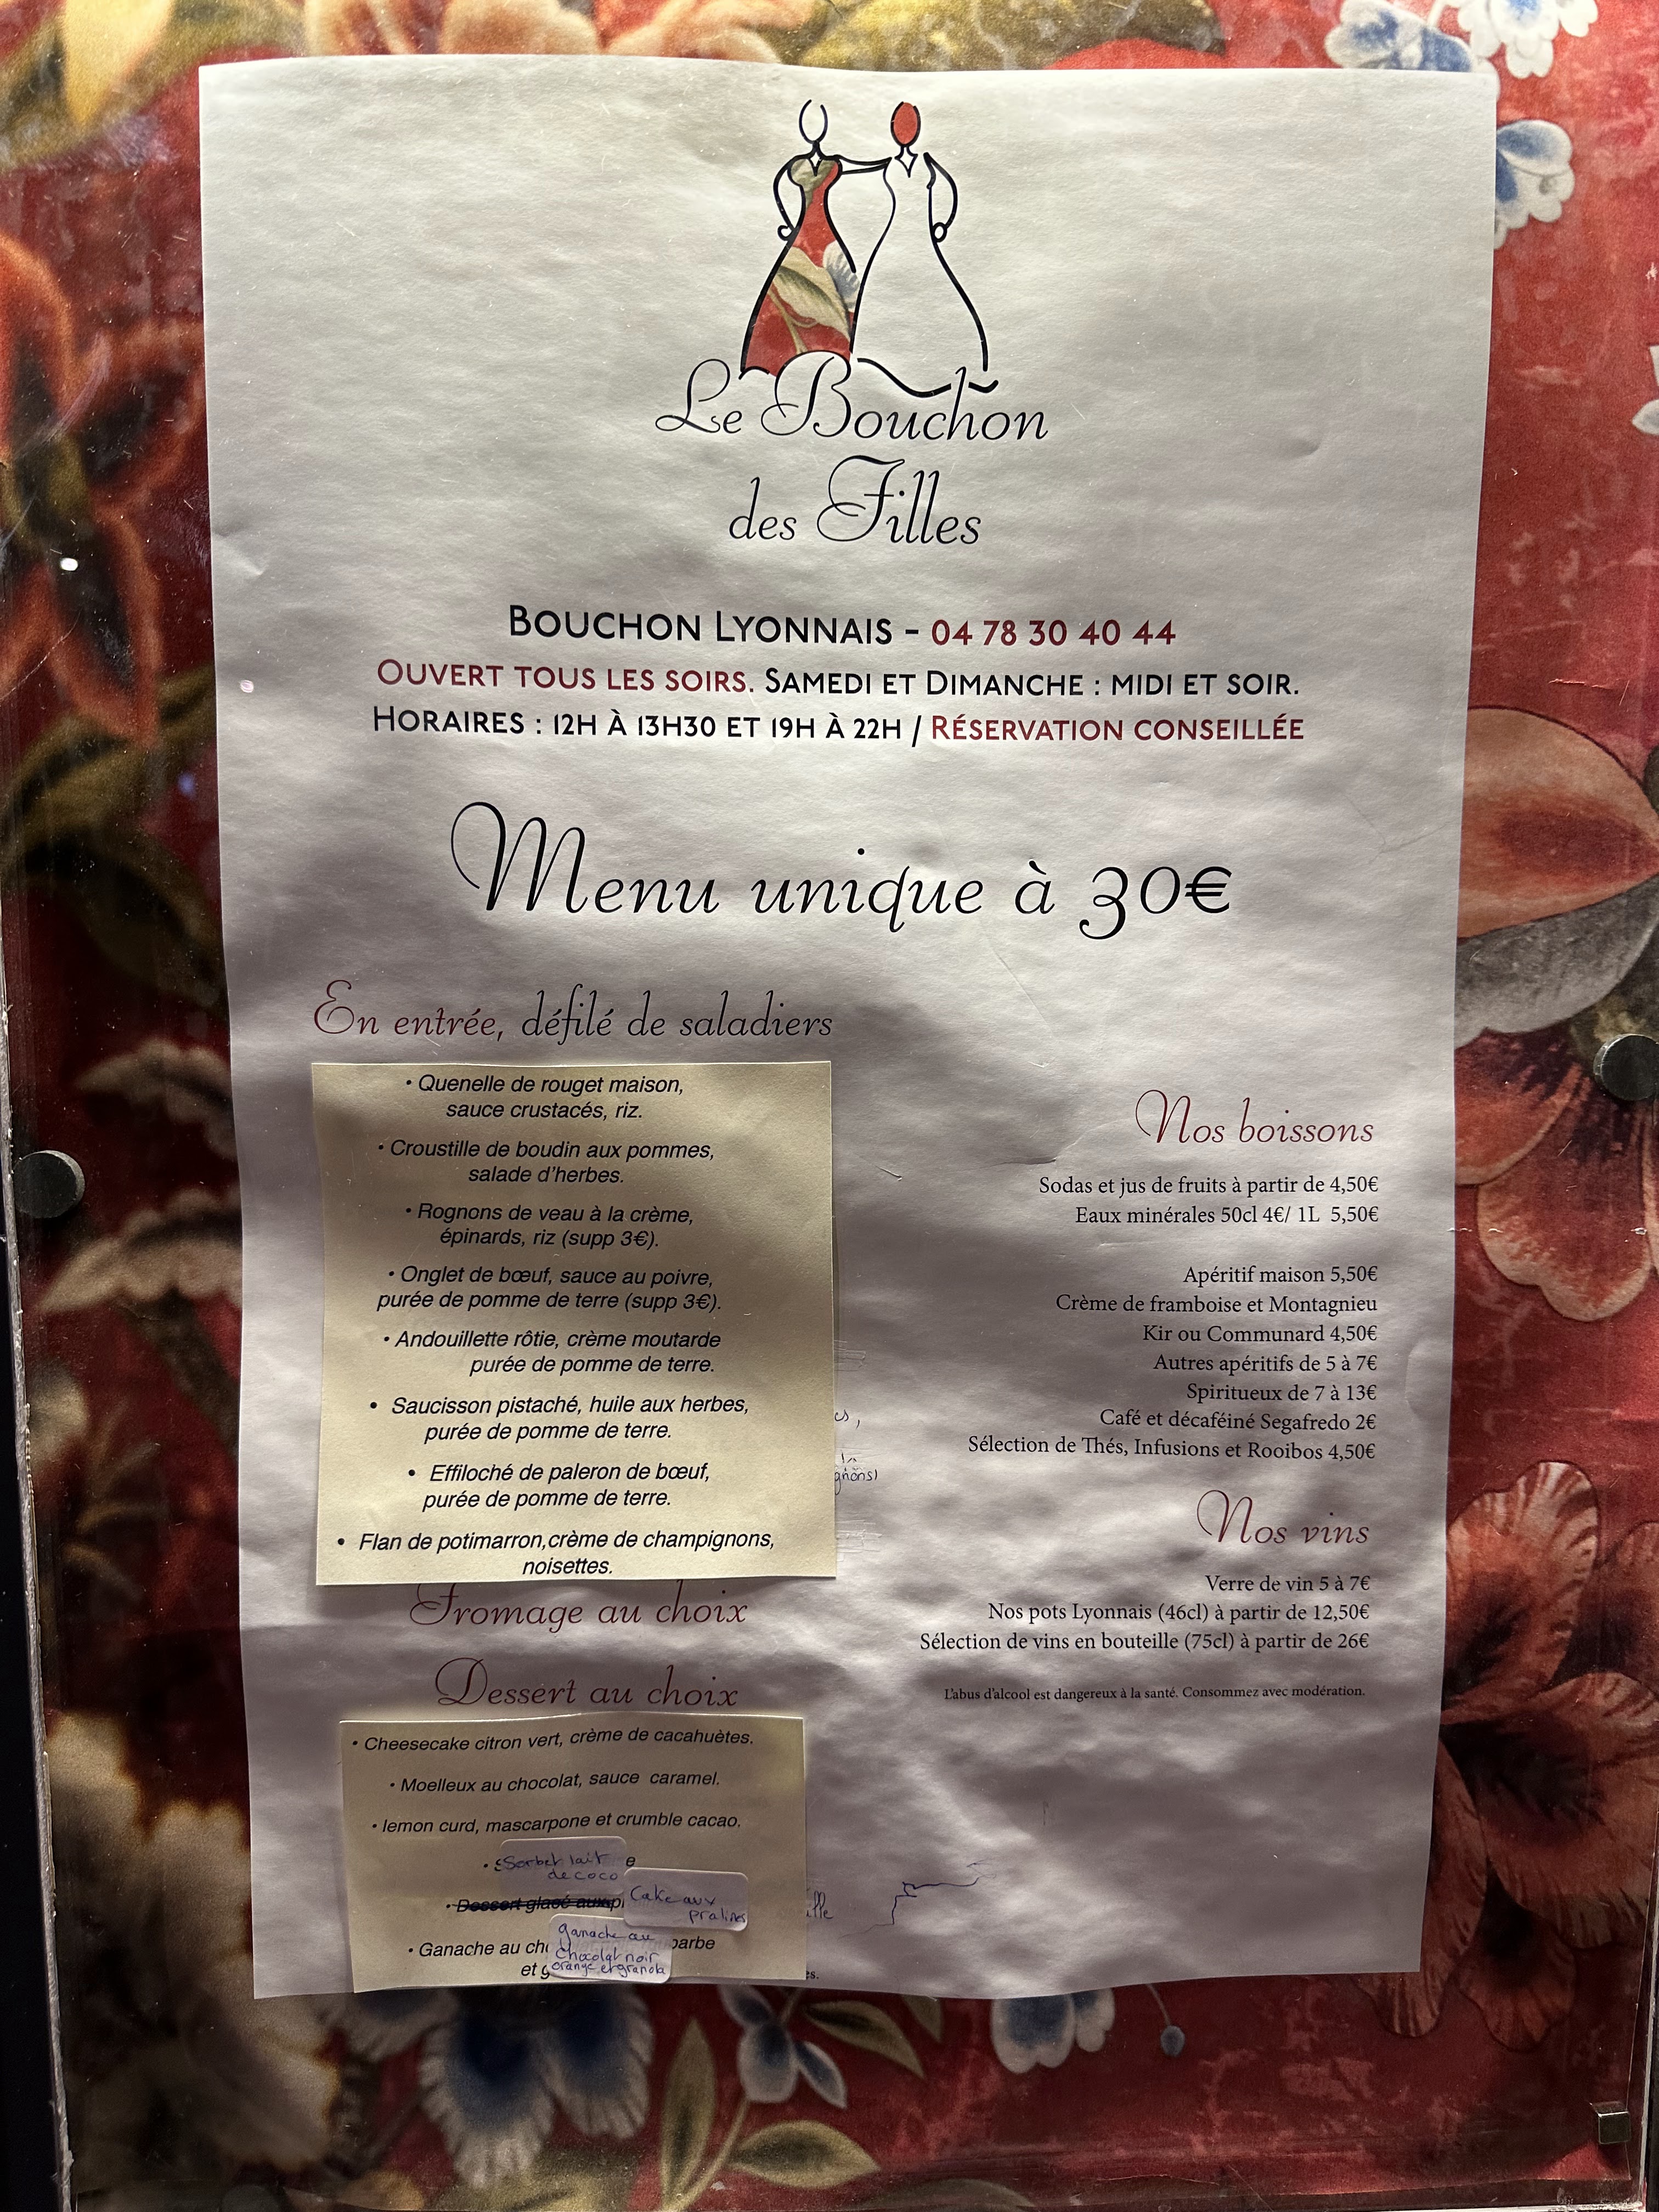 Le Bouchon
des Filles
BOUCHON LYONNAIS - 04 78 30 40 44
OUVERT TOUS LES SOIRS. SAMEDI ET DIMANCHE : MIDI ET SOIR.
HORAIRES : 12H À 13H30 ET 19H À 22H / RÉSERVATION CONSEILLÉE
Menu unique à 30€
En entrée, défilé de saladiers
• Quenelle de rouget maison,
sauce crustacés, riz.
• Croustille de boudin aux pommes,
salade d'herbes.
• Rognons de veau à la crème,
épinards, riz (supp 3€).
• Onglet de bœuf, sauce au poivre,
purée de pomme de terre (supp 3€).
• Andouillette rôtie, crème moutarde
purée de pomme de terre.
• Saucisson pistaché, huile aux herbes,
purée de pomme de terre.
• Effiloché de paleron de bœuf,
purée de pomme de terre.
• Flan de potimarron,crème de champignons,
noisettes.
Fromage au choix
Dessert au choix
• Cheesecake citron vert, crème de cacahuètes.
• Moelleux au chocolat, sauce caramel.
• lemon curd, mascarpone et crumble cacao.
Sorbet lait
de coco
• Dessert glacé aux
Cake aux
pralines
• Ganache au
ganache au
chocolat noir
et
orange et granola
Nos boissons
Sodas et jus de fruits à partir de 4,50€
Eaux minérales 50cl 4€/ 1L 5,50€
Apéritif maison 5,50€
Crème de framboise et Montagnieu
Kir ou Communard 4,50€
Autres apéritifs de 5 à 7€
Spiritueux de 7 à 13€
Café et décaféiné Segafredo 2€
Sélection de Thés, Infusions et Rooibos 4,50€
Nos vins
Verre de vin 5 à 7€
Nos pots Lyonnais (46cl) à partir de 12,50€
Sélection de vins en bouteille (75cl) à partir de 26€
L'abus d'alcool est dangereux à la santé. Consommez avec modération.